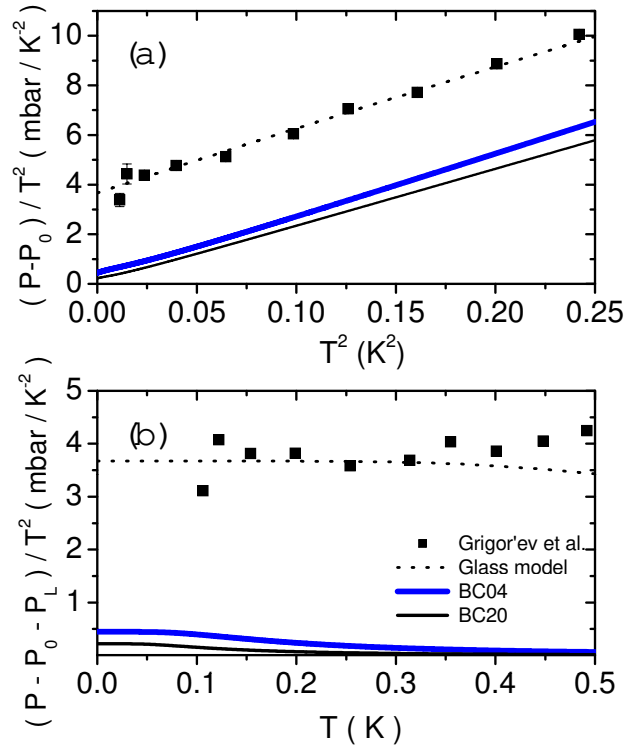 (a)
10
8
6
4
2
0
( P-P0 ) / T2 ( mbar / K-2 )
0.00 0.05 0.10 0.15 0.20 0.25
T2 (K2)
(b)
5
4
3
2
1
( P - P0 - PL ) / T2 ( mbar / K-2 )
Grigor'ev et al.
Glass model
BC04
BC20
0.0 0.1 0.2 0.3 0.4 0.5
T ( K )